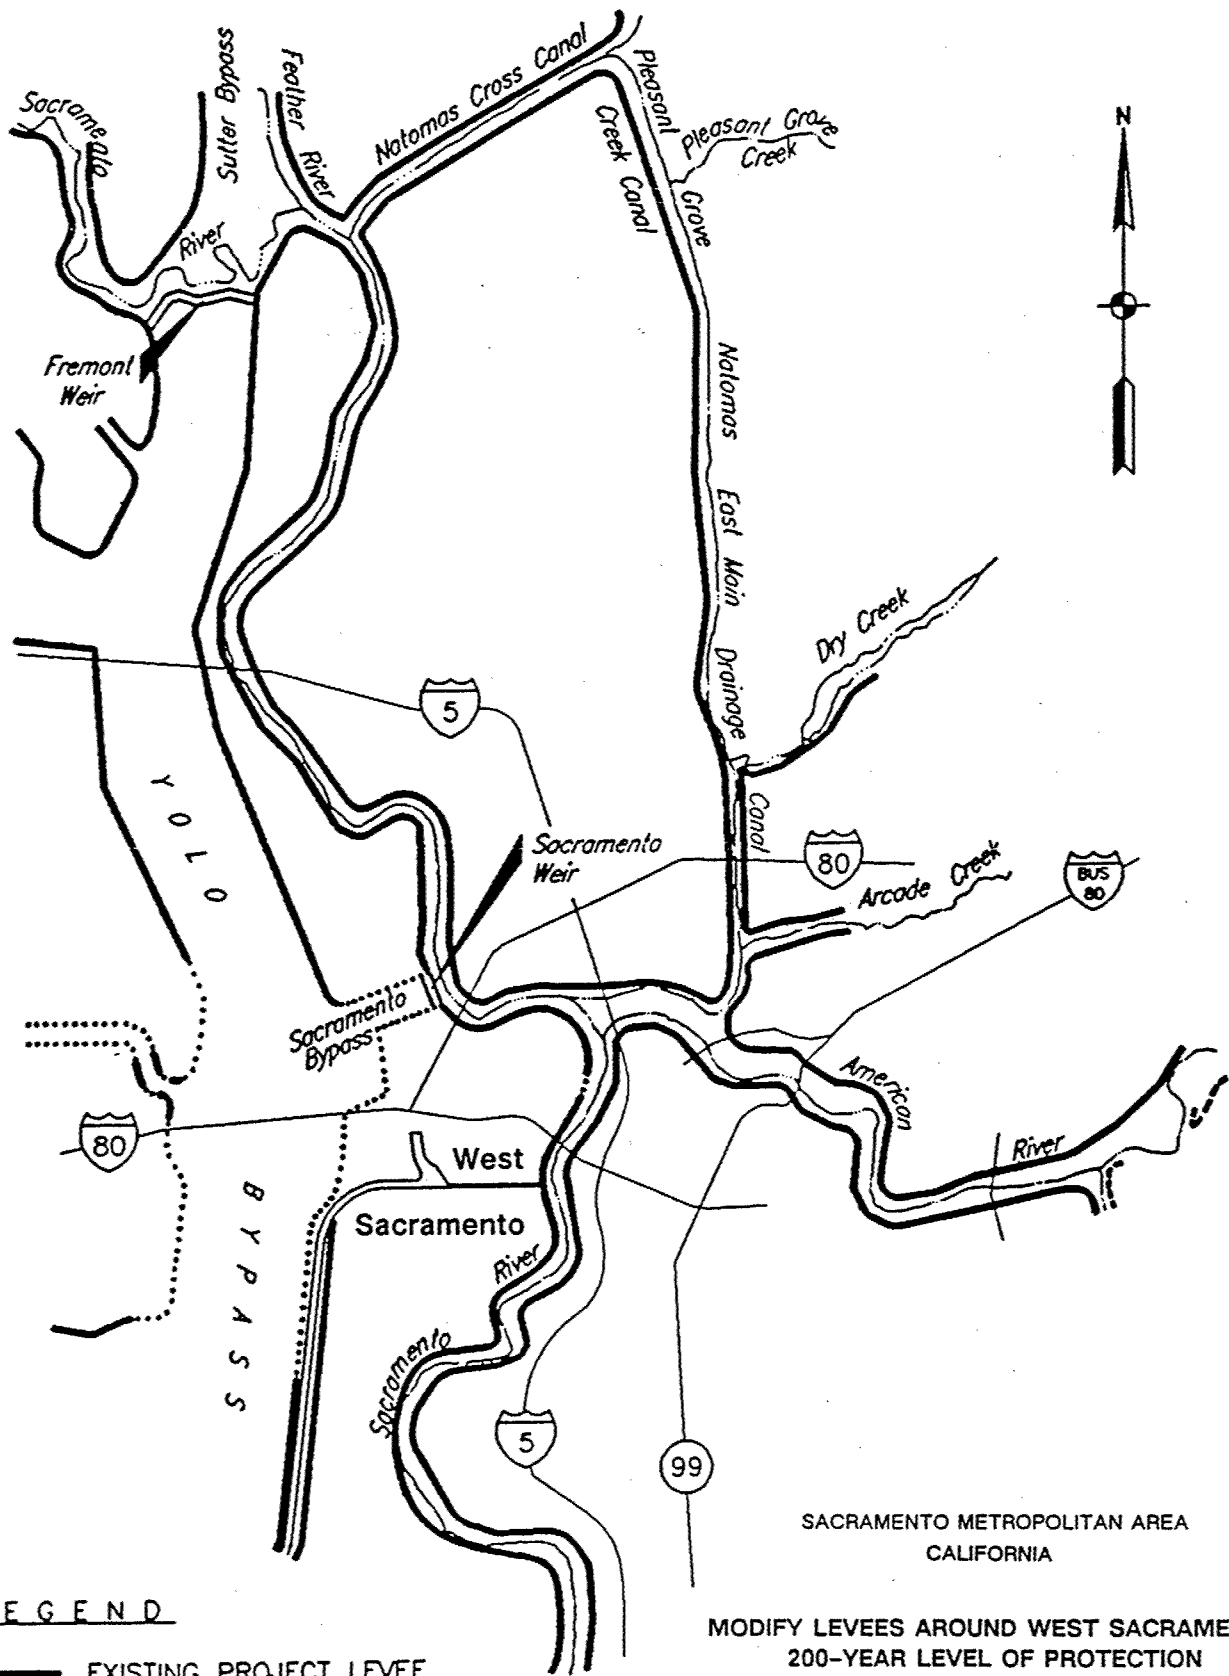 Sacramento
River
Sutter Bypass
Feather
River
Natomas Cross Canal
Pleasant
Grove
Creek Canal
Pleasant Grove
Creek
N
Fremont
Weir
Natomas East Main Drainage
Canal
Dry Creek
5
YOLO
Sacramento
Weir
80
BUS
80
Arcade Creek
Sacramento
Bypass
American
River
80
West
Sacramento
BYPASS
River
Sacramento
5
99
SACRAMENTO METROPOLITAN AREA
CALIFORNIA
EGEND
EXISTING PROJECT LEVEE
MODIFY LEVEES AROUND WEST SACRAME
200-YEAR LEVEL OF PROTECTION